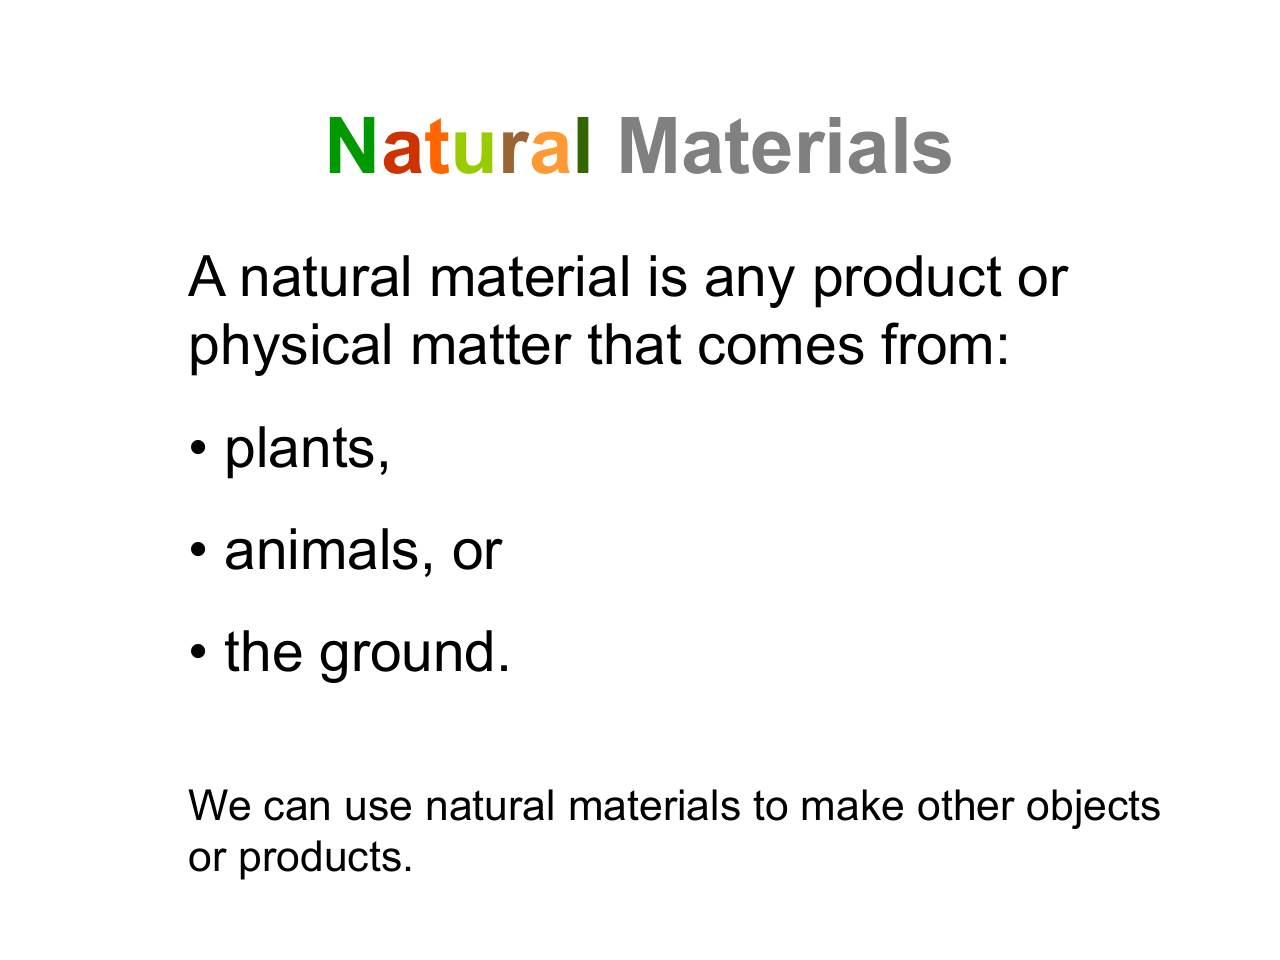 Natural Materials
A natural material is any product or
physical matter that comes from:
• plants,
• animals, or
• the ground.
We can use natural materials to make other objects
or products.